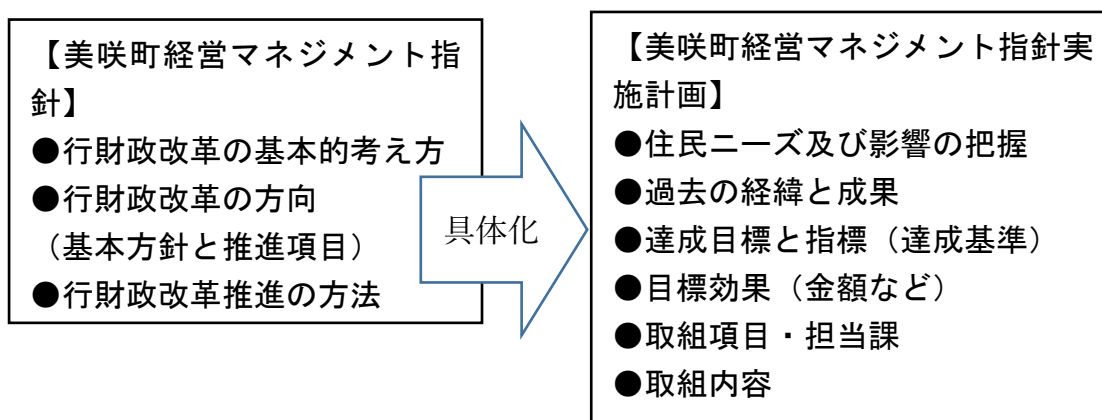 【美咲町経営マネジメント指
針】
●行財政改革の基本的考え方
●行財政改革の方向
（基本方針と推進項目）
●行財政改革推進の方法
具体化
【美咲町経営マネジメント指針実
施計画】
●住民ニーズ及び影響の把握
●過去の経緯と成果
●達成目標と指標（達成基準）
●目標効果（金額など）
●取組項目・担当課
●取組内容